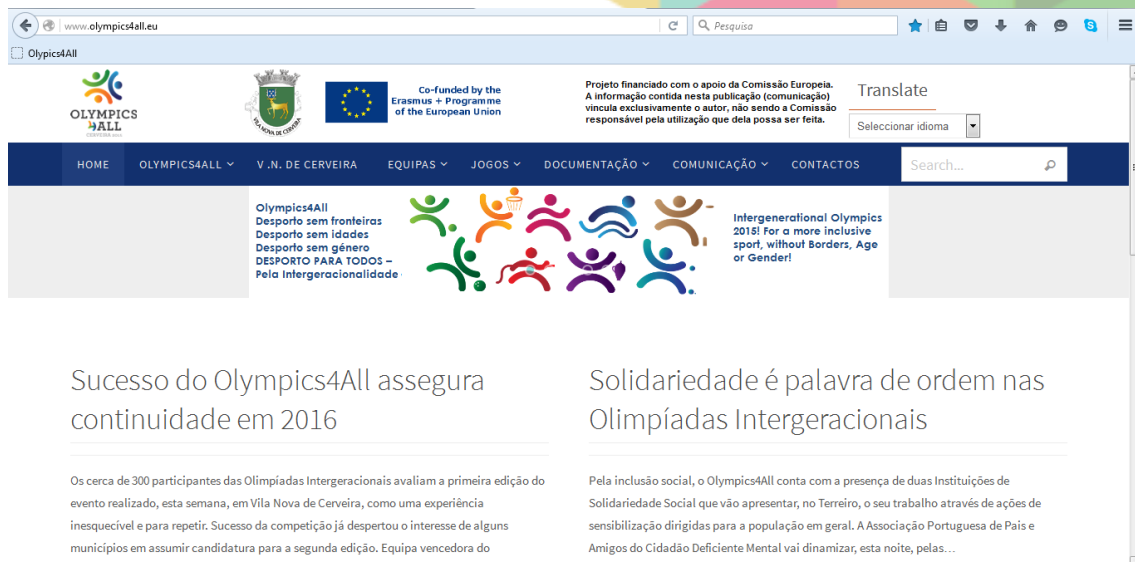 www.olympics4all.eu
Pesquisa
Olypics4All
OLYMPICS
4ALL
CERVEIRA 2015
VILA NOVA DE CERVEIRA
Co-funded by the
Erasmus + Programme
of the European Union
Projeto financiado com o apoio da Comissão Europeia.
A informação contida nesta publicação (comunicação)
vincula exclusivamente o autor, não sendo a Comissão
responsável pela utilização que dela possa ser feita.
Translate
Seleccionar idioma
HOME OLYMPICS4ALL V .N. DE CERVEIRA EQUIPAS JOGOS DOCUMENTAÇÃO COMUNICAÇÃO CONTACTOS Search...
Olympics4All
Desporto sem fronteiras
Desporto sem idades
Desporto sem género
DESPORTO PARA TODOS –
Pela Intergeracionalidade
Intergenerational Olympics
2015! For a more inclusive
sport, without Borders, Age
or Gender!
Sucesso do Olympics4All assegura
continuidade em 2016
Os cerca de 300 participantes das Olimpíadas Intergeracionais avaliam a primeira edição do
evento realizado, esta semana, em Vila Nova de Cerveira, como uma experiência
inesquecível e para repetir. Sucesso da competição já despertou o interesse de alguns
municípios em assumir candidatura para a segunda edição. Equipa vencedora do
Solidariedade é palavra de ordem nas
Olimpíadas Intergeracionais
Pela inclusão social, o Olympics4All conta com a presença de duas Instituições de
Solidariedade Social que vão apresentar, no Terreiro, o seu trabalho através de ações de
sensibilização dirigidas para a população em geral. A Associação Portuguesa de Pais e
Amigos do Cidadão Deficiente Mental vai dinamizar, esta noite, pelas…